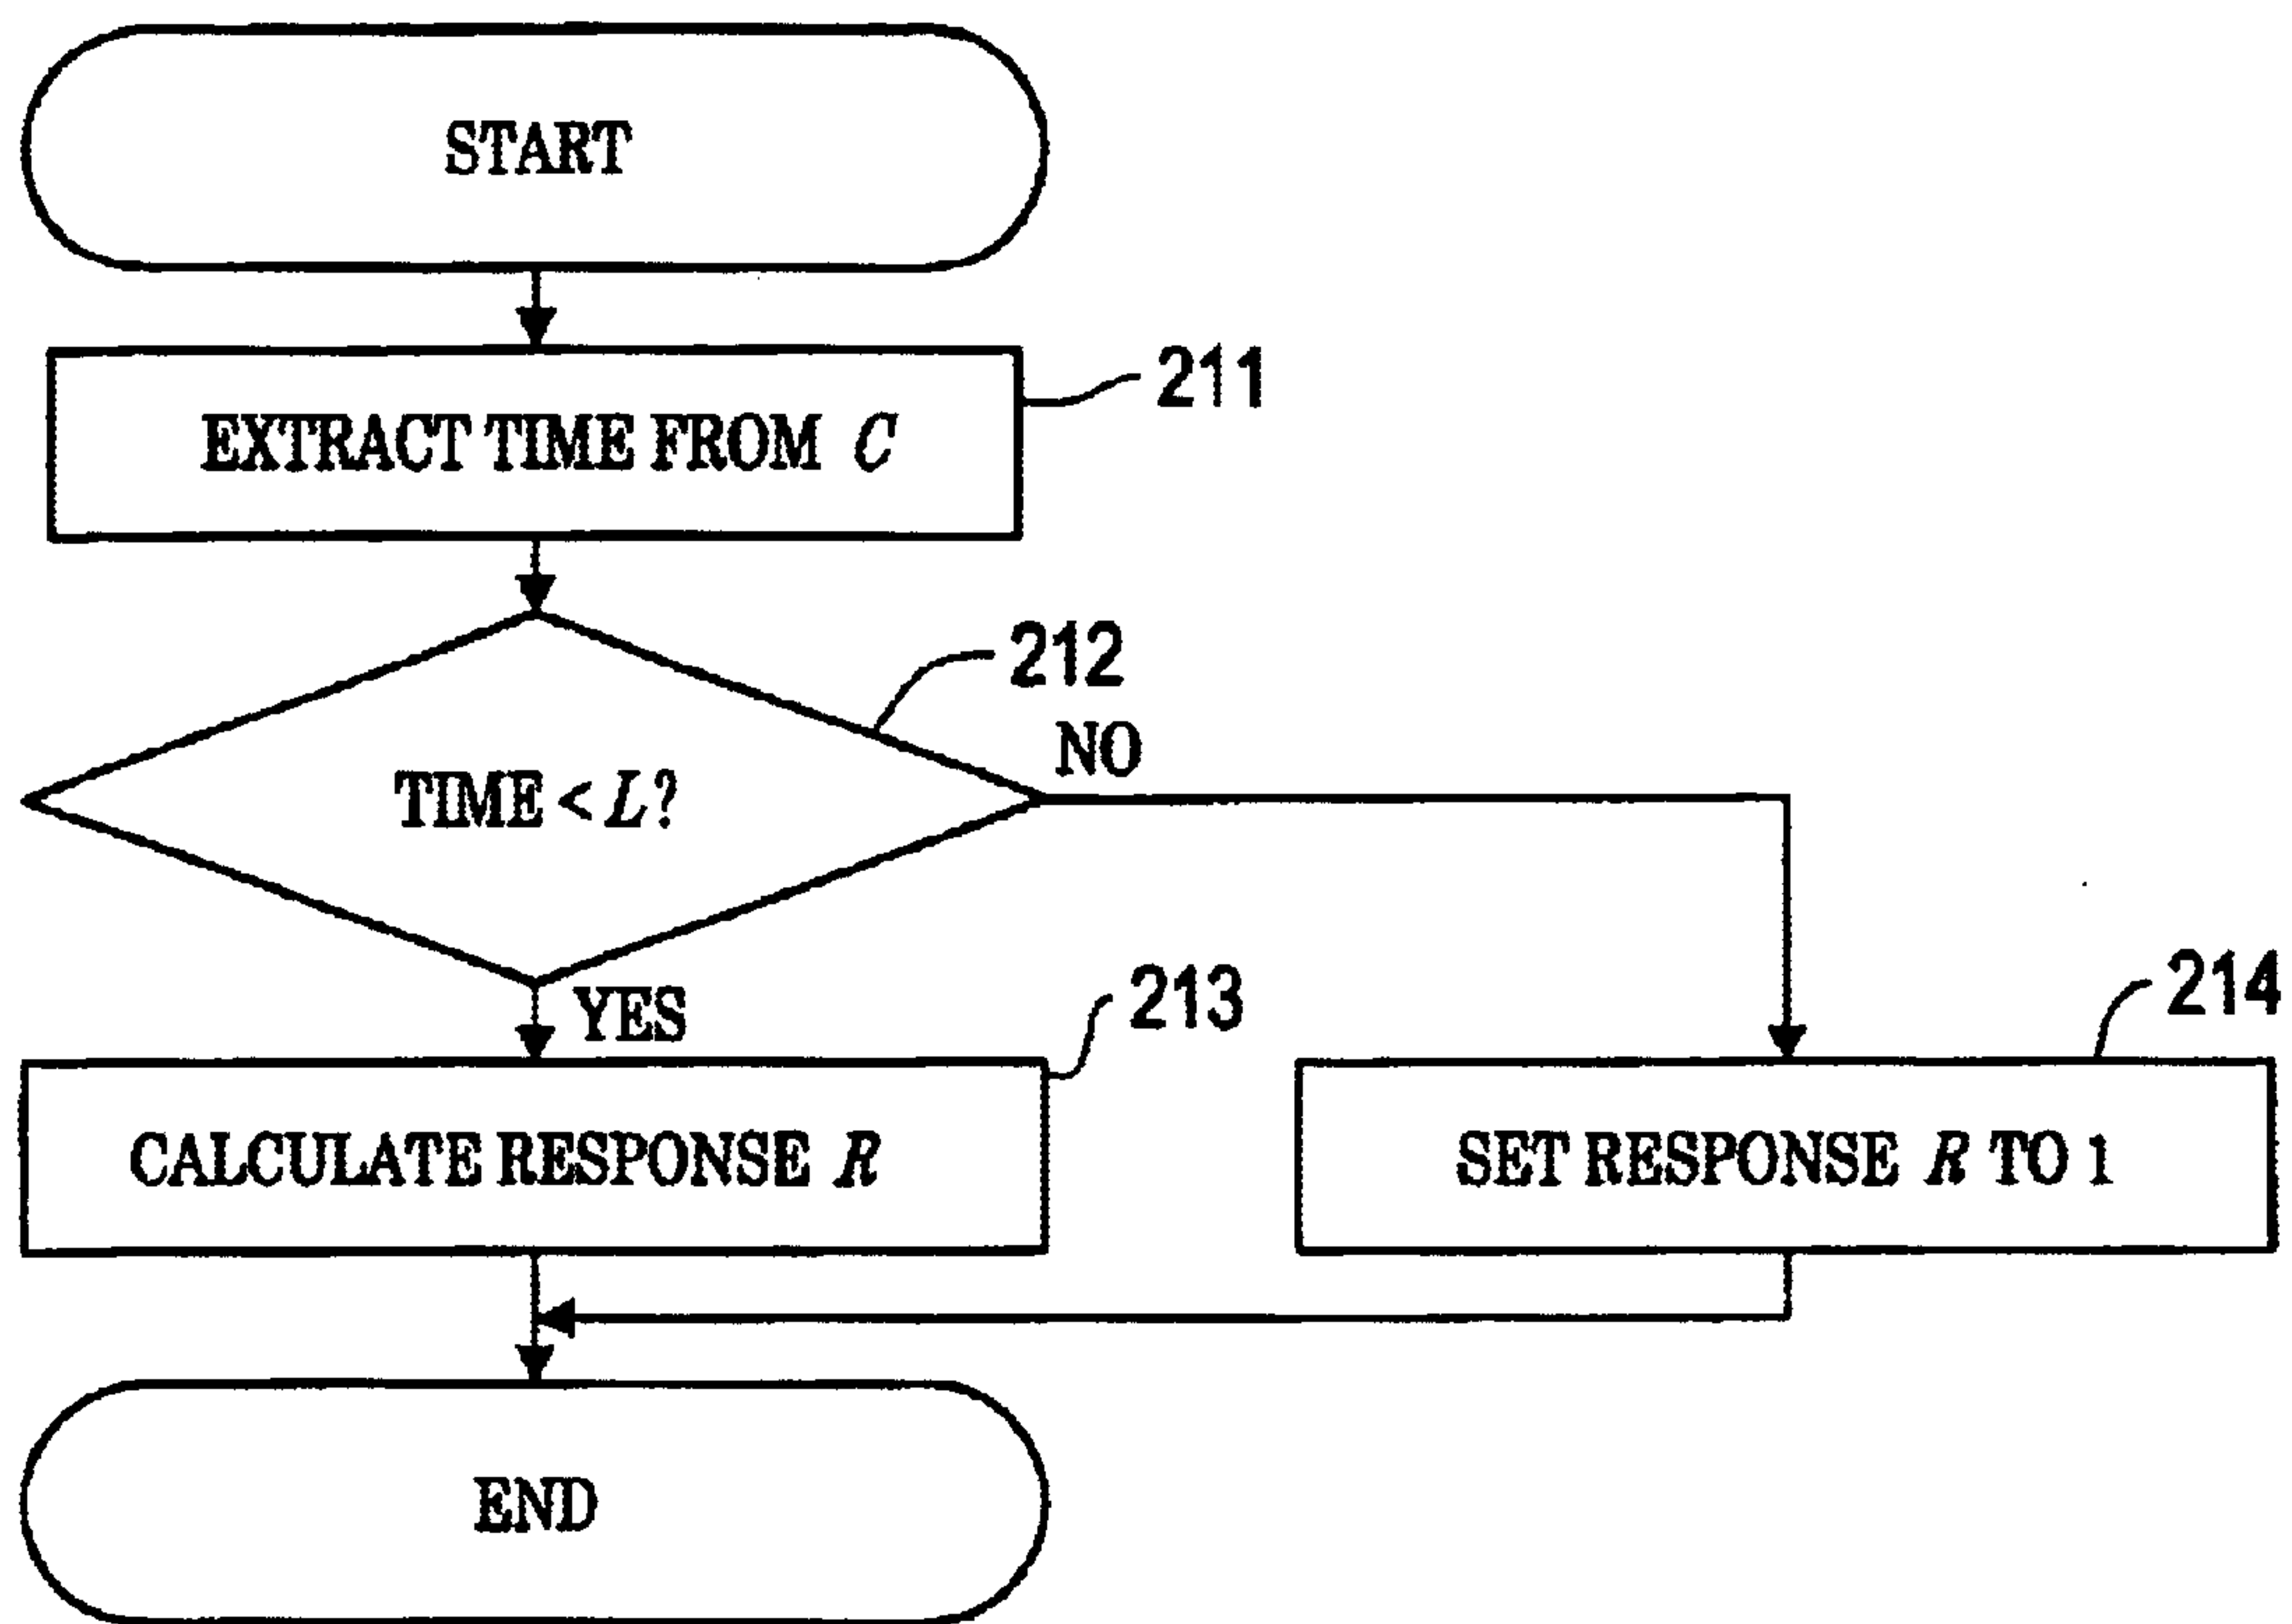 START
EXTRACT TIME FROM C
211
212
NO
TIME < L?
YES
213
214
CALCULATE RESPONSE R
SET RESPONSE R TO 1
END